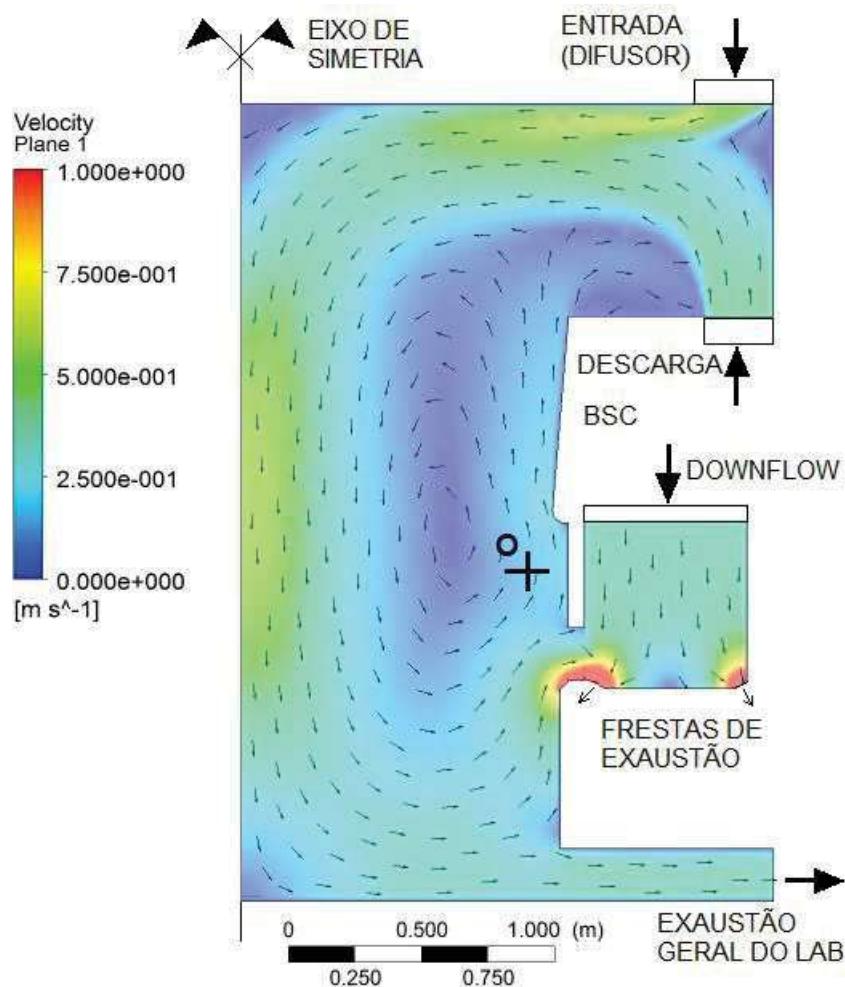 EIXO DE
SIMETRIA
ENTRADA
(DIFUSOR)
Velocity
Plane 1
1.000e+000
7.500e-001
5.000e-001
2.500e-001
0.000e+000
[m s^-1]
DESCARGA
BSC
DOWNFLOW
FRESTAS DE
EXAUSTÃO
EXAUSTÃO
GERAL DO LAB
0 0.500 1.000 (m)
0.250 0.750